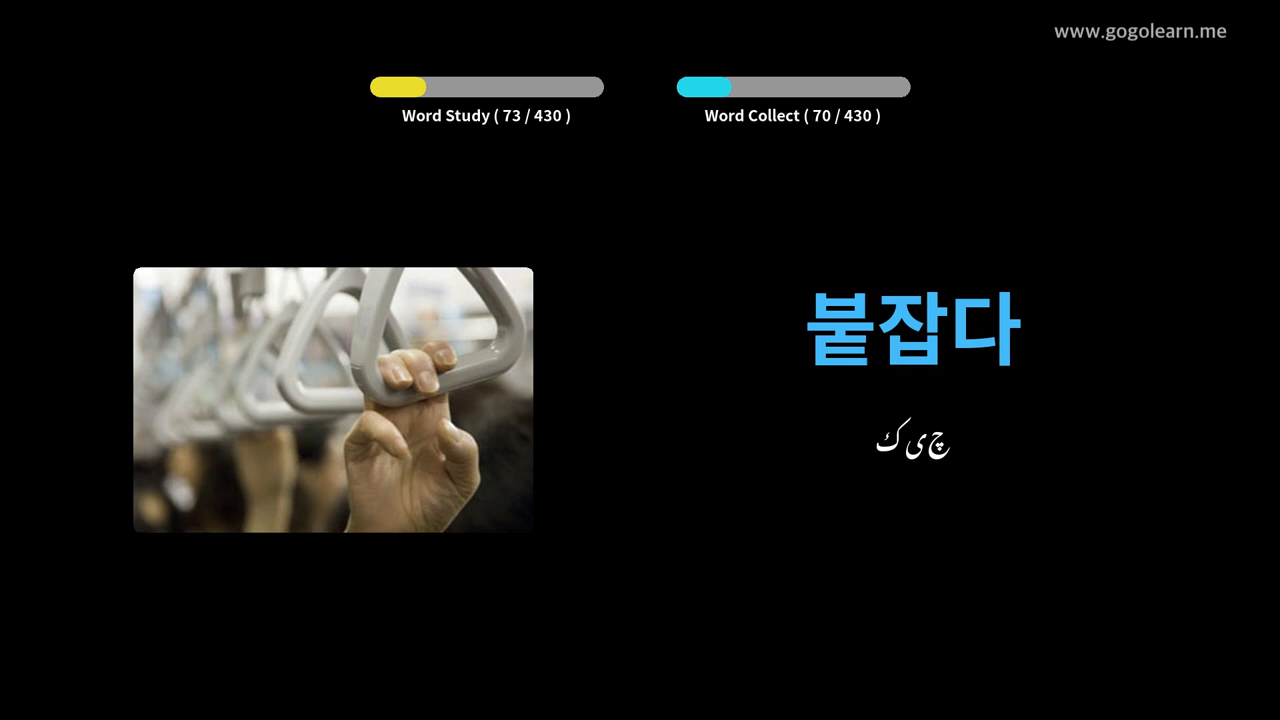 www.gogolearn.me
Word Study ( 73 / 430 )
Word Collect ( 70 / 430 )
붙잡다
چ ی ک